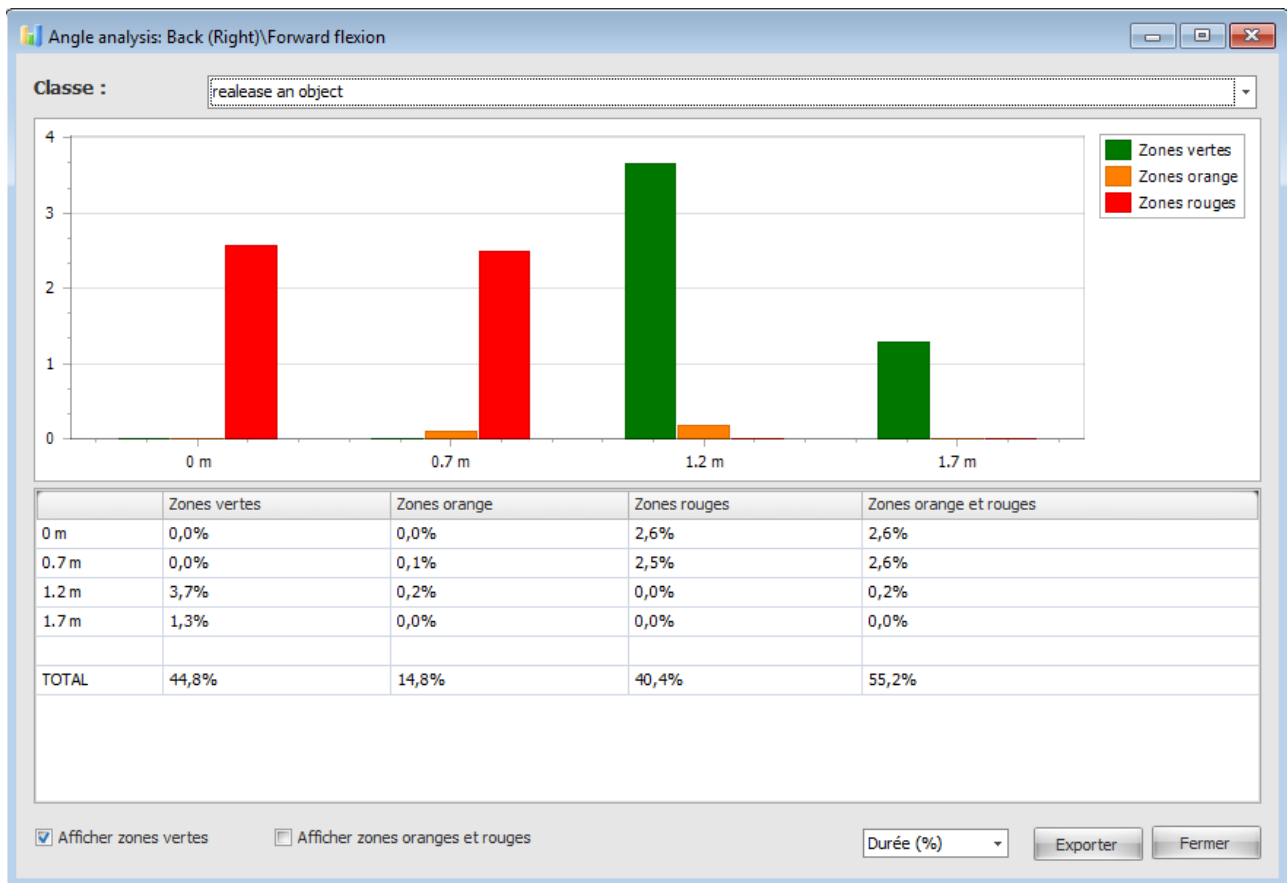 Angle analysis: Back (Right)\Forward flexion
Classe :
realease an object
4
3
2
1
0
0 m
0.7 m
1.2 m
1.7 m
Zones vertes
Zones orange
Zones rouges
Zones vertes Zones orange Zones rouges Zones orange et rouges
0 m 0,0% 0,0% 2,6% 2,6%
0.7 m 0,0% 0,1% 2,5% 2,6%
1.2 m 3,7% 0,2% 0,0% 0,2%
1.7 m 1,3% 0,0% 0,0% 0,0%
TOTAL 44,8% 14,8% 40,4% 55,2%
Afficher zones vertes
Afficher zones oranges et rouges
Durée (%)
Exporter
Fermer